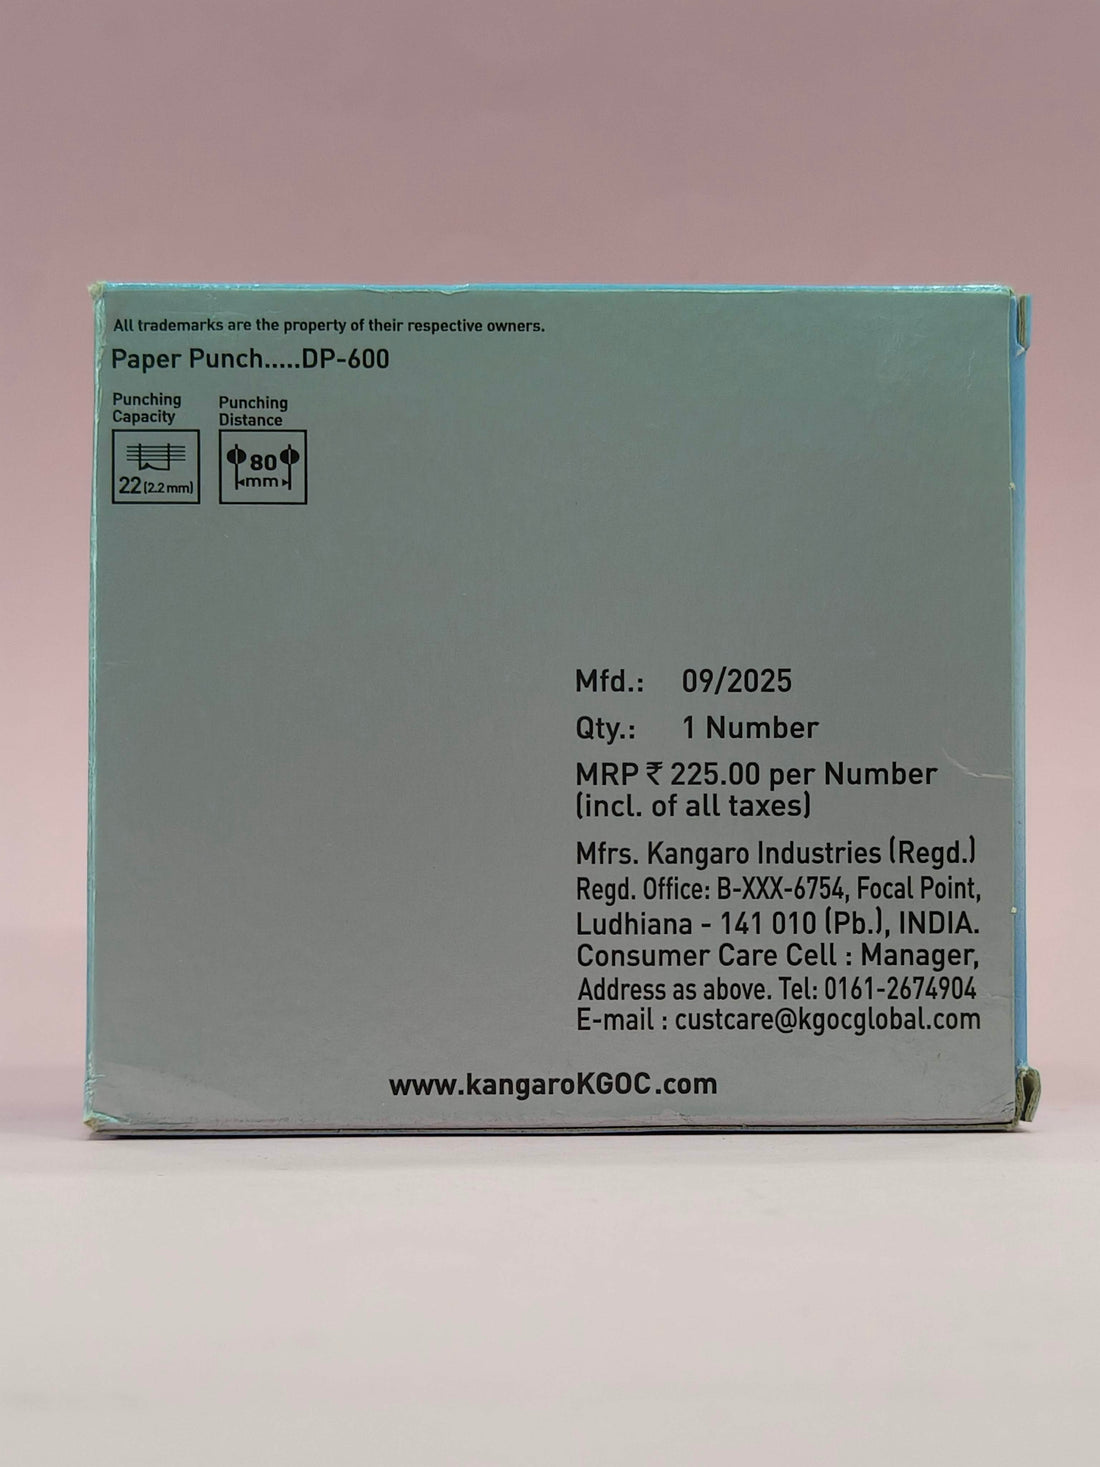 All trademarks are the property of their respective owners.
Paper Punch.....DP-600
Punching
Capacity
22 (2.2 mm)
Punching
Distance
80
mm
Mfd.: 09/2025
Qty.: 1 Number
MRP ₹ 225.00 per Number
(incl. of all taxes)
Mfrs. Kangaro Industries (Regd.)
Regd. Office: B-XXX-6754, Focal Point,
Ludhiana - 141 010 (Pb.), INDIA.
Consumer Care Cell : Manager,
Address as above. Tel: 0161-2674904
E-mail : custcare@kgocglobal.com
www.kangaroKGOC.com